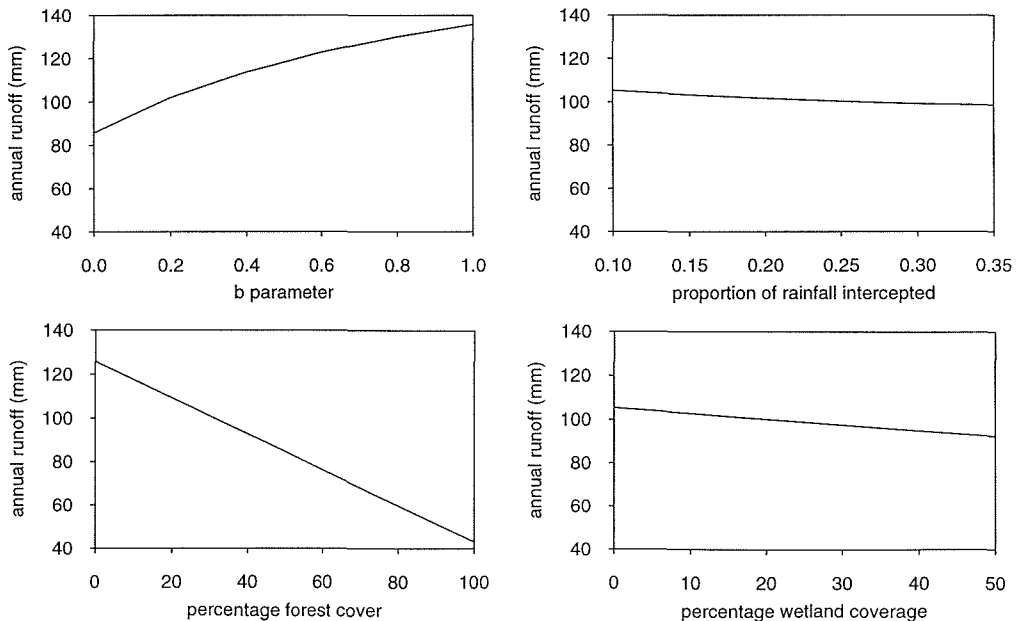 140
120
100
80
60
40
annual runoff (mm)
0.0 0.2 0.4 0.6 0.8 1.0
b parameter
140
120
100
80
60
40
annual runoff (mm)
0.10 0.15 0.20 0.25 0.30 0.35
proportion of rainfall intercepted
140
120
100
80
60
40
annual runoff (mm)
0 20 40 60 80 100
percentage forest cover
140
120
100
80
60
40
annual runoff (mm)
0 10 20 30 40 50
percentage wetland coverage